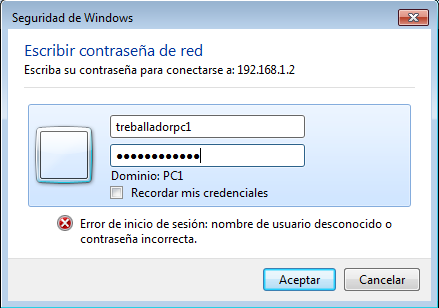 Seguridad de Windows
Escribir contraseña de red
Escriba su contraseña para conectarse a: 192.168.1.2
treballadorpc1
●●●●●●●●●●●●
Dominio: PC1
Recordar mis credenciales
Error de inicio de sesión: nombre de usuario desconocido o
contraseña incorrecta.
Aceptar
Cancelar